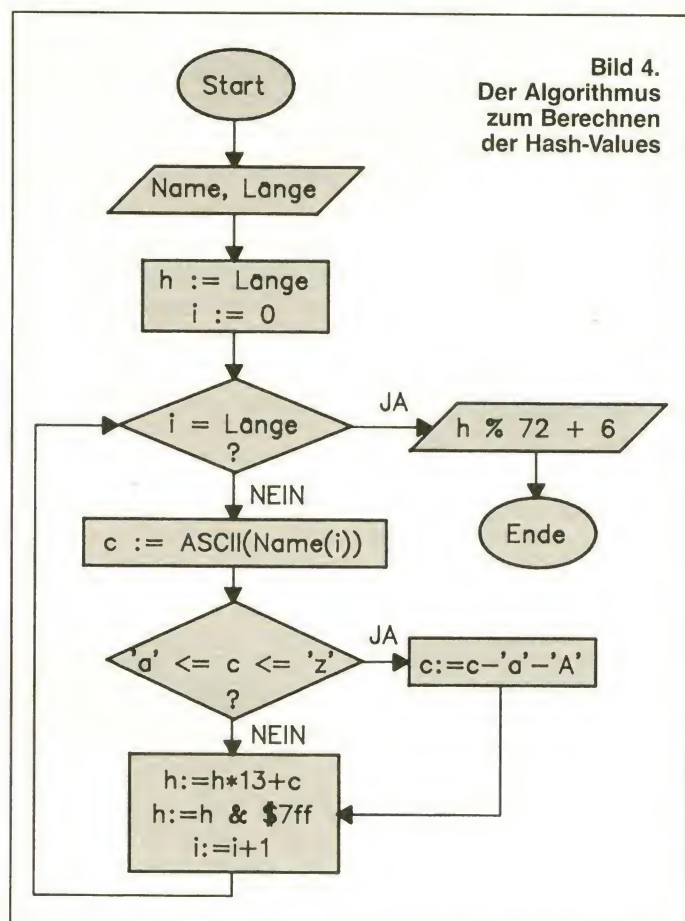 Bild 4.
Der Algorithmus
zum Berechnen
der Hash-Values
Start
Name, Länge
h := Länge
i := 0
i = Länge
?
JA
h % 72 + 6
Ende
NEIN
c := ASCII(Name(i))
'a' <= c <= 'z'
?
JA
c:=c-'a'-'A'
NEIN
h:=h*13+c
h:=h & $7ff
i:=i+1